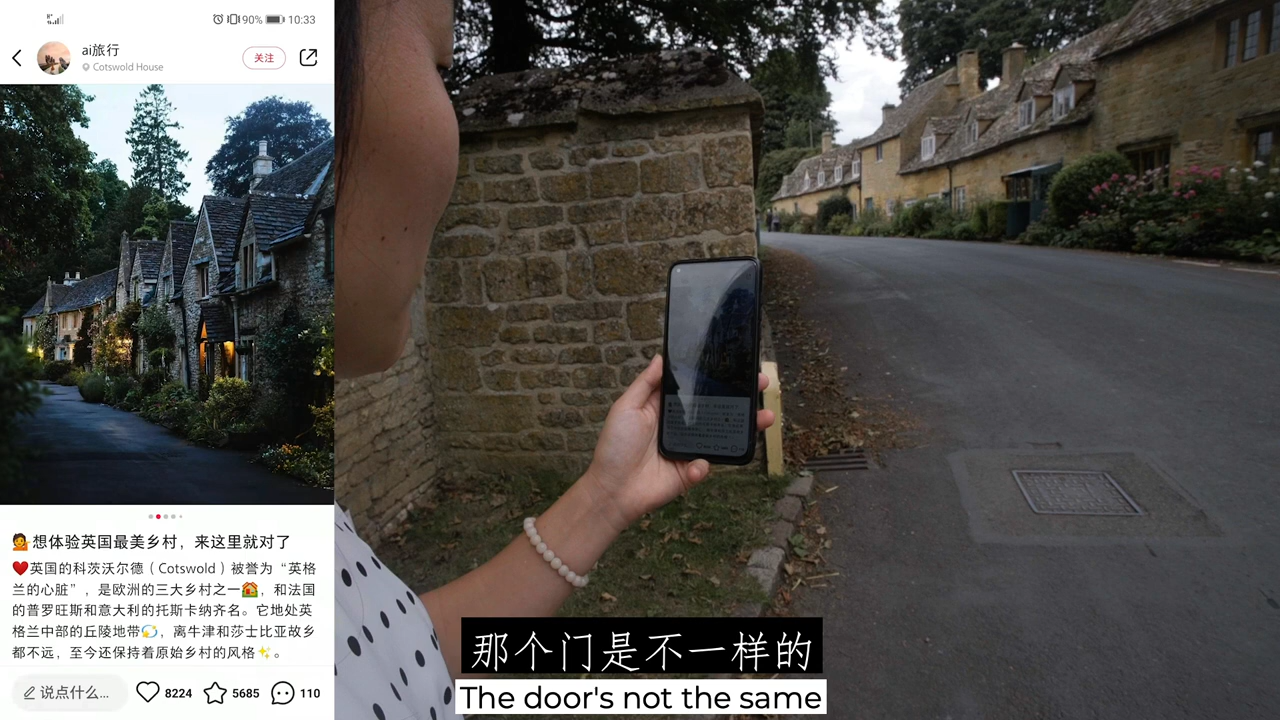 90% 10:33
ai旅行
Cotswold House
关注
💁想体验英国最美乡村，来这里就对了
❤️英国的科茨沃尔德（Cotswold）被誉为“英格
兰的心脏”，是欧洲的三大乡村之一🏠，和法国
的普罗旺斯和意大利的托斯卡纳齐名。它地处英
格兰中部的丘陵地带💫，离牛津和莎士比亚故乡
都不远，至今还保持着原始乡村的风格✨。
说点什么... 8224 5685 110
那个门是不一样的
The door's not the same